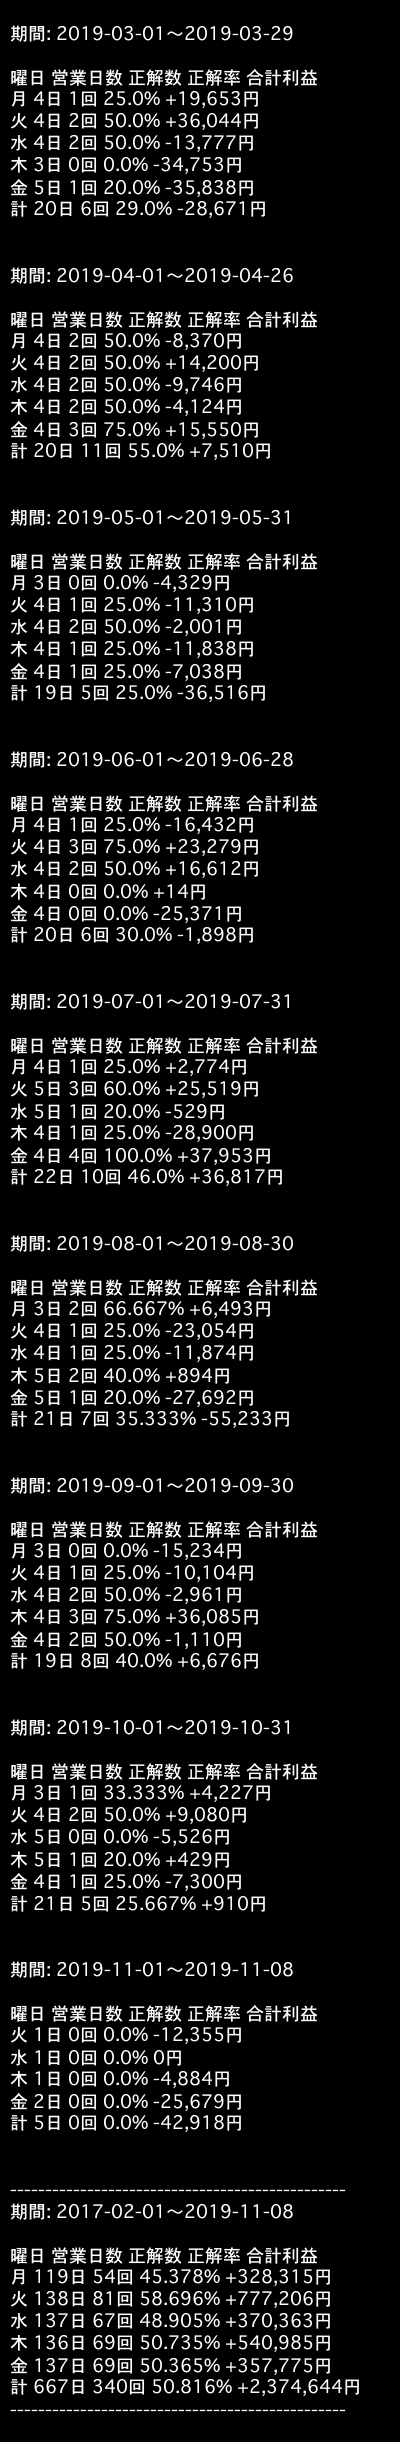 期間: 2019-03-01～2019-03-29
曜日 営業日数 正解数 正解率 合計利益
月 4日 1回 25.0% +19,653円
火 4日 2回 50.0% +36,044円
水 4日 2回 50.0% -13,777円
木 3日 0回 0.0% -34,753円
金 5日 1回 20.0% -35,838円
計 20日 6回 29.0% -28,671円
期間: 2019-04-01～2019-04-26
曜日 営業日数 正解数 正解率 合計利益
月 4日 2回 50.0% -8,370円
火 4日 2回 50.0% +14,200円
水 4日 2回 50.0% -9,746円
木 4日 2回 50.0% -4,124円
金 4日 3回 75.0% +15,550円
計 20日 11回 55.0% +7,510円
期間: 2019-05-01～2019-05-31
曜日 営業日数 正解数 正解率 合計利益
月 3日 0回 0.0% -4,329円
火 4日 1回 25.0% -11,310円
水 4日 2回 50.0% -2,001円
木 4日 1回 25.0% -11,838円
金 4日 1回 25.0% -7,038円
計 19日 5回 25.0% -36,516円
期間: 2019-06-01～2019-06-28
曜日 営業日数 正解数 正解率 合計利益
月 4日 1回 25.0% -16,432円
火 4日 3回 75.0% +23,279円
水 4日 2回 50.0% +16,612円
木 4日 0回 0.0% +14円
金 4日 0回 0.0% -25,371円
計 20日 6回 30.0% -1,898円
期間: 2019-07-01～2019-07-31
曜日 営業日数 正解数 正解率 合計利益
月 4日 1回 25.0% +2,774円
火 5日 3回 60.0% +25,519円
水 5日 1回 20.0% -529円
木 4日 1回 25.0% -28,900円
金 4日 4回 100.0% +37,953円
計 22日 10回 46.0% +36,817円
期間: 2019-08-01～2019-08-30
曜日 営業日数 正解数 正解率 合計利益
月 3日 2回 66.667% +6,493円
火 4日 1回 25.0% -23,054円
水 4日 1回 25.0% -11,874円
木 5日 2回 40.0% +894円
金 5日 1回 20.0% -27,692円
計 21日 7回 35.333% -55,233円
期間: 2019-09-01～2019-09-30
曜日 営業日数 正解数 正解率 合計利益
月 3日 0回 0.0% -15,234円
火 4日 1回 25.0% -10,104円
水 4日 2回 50.0% -2,961円
木 4日 3回 75.0% +36,085円
金 4日 2回 50.0% -1,110円
計 19日 8回 40.0% +6,676円
期間: 2019-10-01～2019-10-31
曜日 営業日数 正解数 正解率 合計利益
月 3日 1回 33.333% +4,227円
火 4日 2回 50.0% +9,080円
水 5日 0回 0.0% -5,526円
木 5日 1回 20.0% +429円
金 4日 1回 25.0% -7,300円
計 21日 5回 25.667% +910円
期間: 2019-11-01～2019-11-08
曜日 営業日数 正解数 正解率 合計利益
火 1日 0回 0.0% -12,355円
水 1日 0回 0.0% 0円
木 1日 0回 0.0% -4,884円
金 2日 0回 0.0% -25,679円
計 5日 0回 0.0% -42,918円
------------------------------------------------
期間: 2017-02-01～2019-11-08
曜日 営業日数 正解数 正解率 合計利益
月 119日 54回 45.378% +328,315円
火 138日 81回 58.696% +777,206円
水 137日 67回 48.905% +370,363円
木 136日 69回 50.735% +540,985円
金 137日 69回 50.365% +357,775円
計 667日 340回 50.816% +2,374,644円
------------------------------------------------